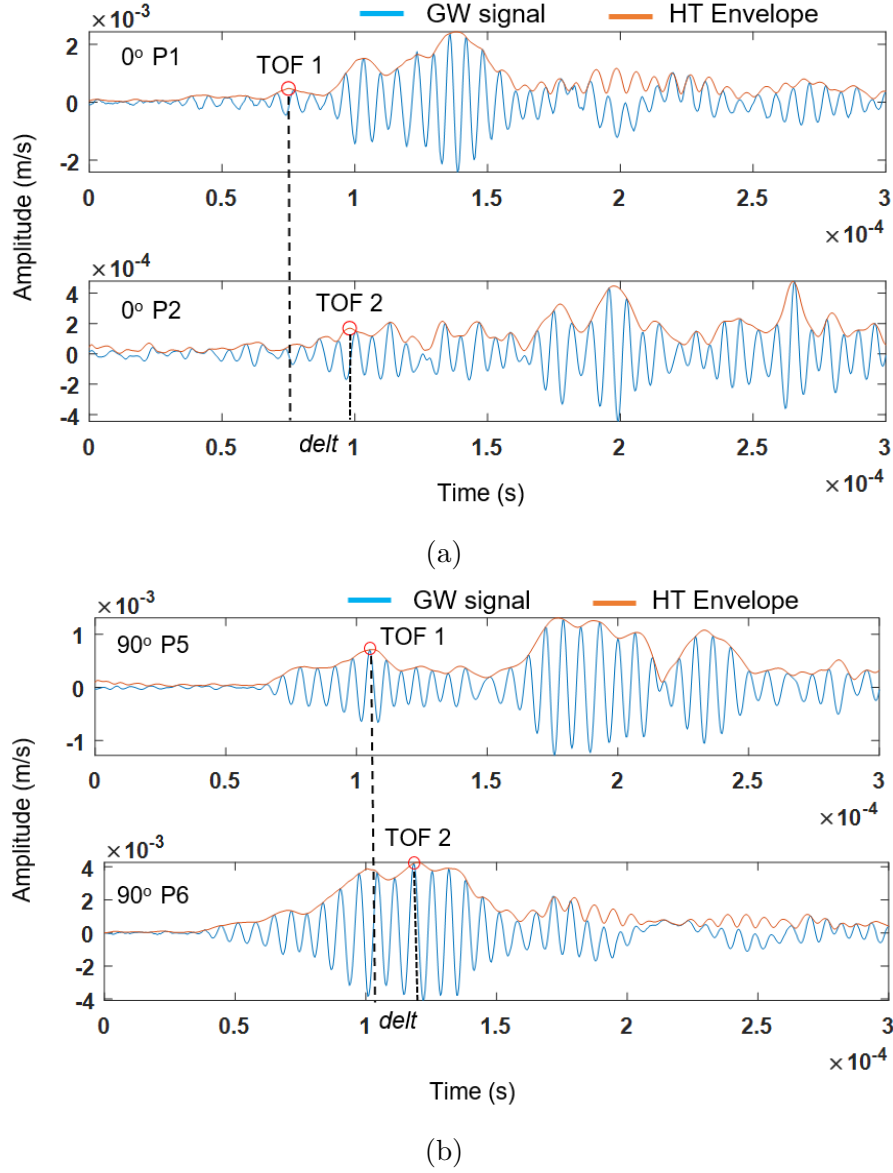 GW signal HT Envelope
×10-3
0o P1
TOF 1
2
0
-2
0 0.5 1 1.5 2 2.5 3
×10-4
Amplitude (m/s)
×10-4
0o P2
TOF 2
4
2
0
-2
-4
0 0.5 delt 1 1.5 2 2.5 3
Time (s)
×10-4
(a)
GW signal HT Envelope
×10-3
90o P5
TOF 1
1
0
-1
0 0.5 1 1.5 2 2.5 3
×10-4
Amplitude (m/s)
×10-3
TOF 2
90o P6
4
2
0
-2
-4
0 0.5 1 delt 1.5 2 2.5 3
×10-4
Time (s)
(b)